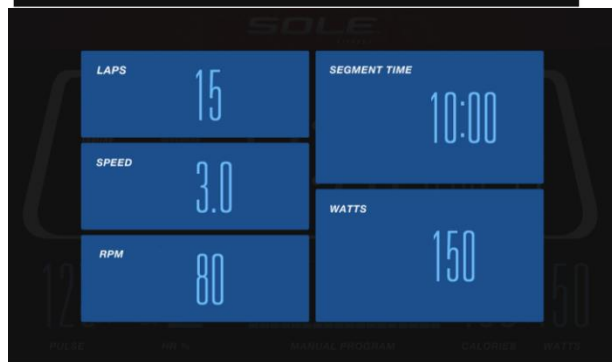 SOLE
LAPS
15
SEGMENT TIME
10:00
SPEED
3.0
WATTS
150
RPM
80
PULSE
HR %
MANUAL PROGRAM
CALORIES
WATTS